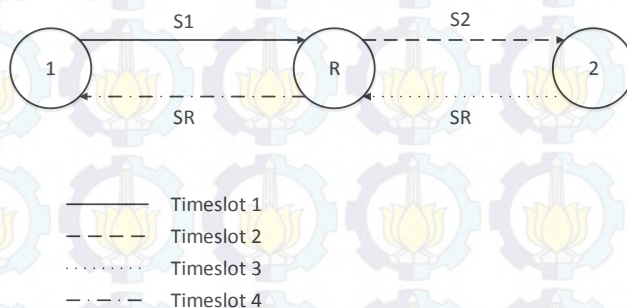 S1 S2
1 R 2
SR SR
Timeslot 1
Timeslot 2
Timeslot 3
Timeslot 4